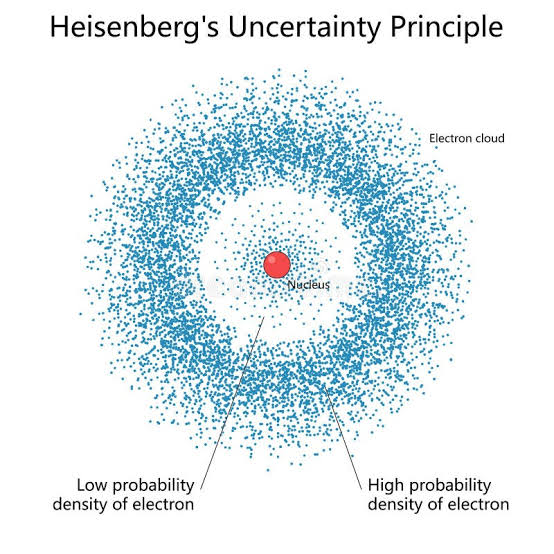 Heisenberg's Uncertainty Principle
Electron cloud
Nucleus
Low probability
density of electron
High probability
density of electron